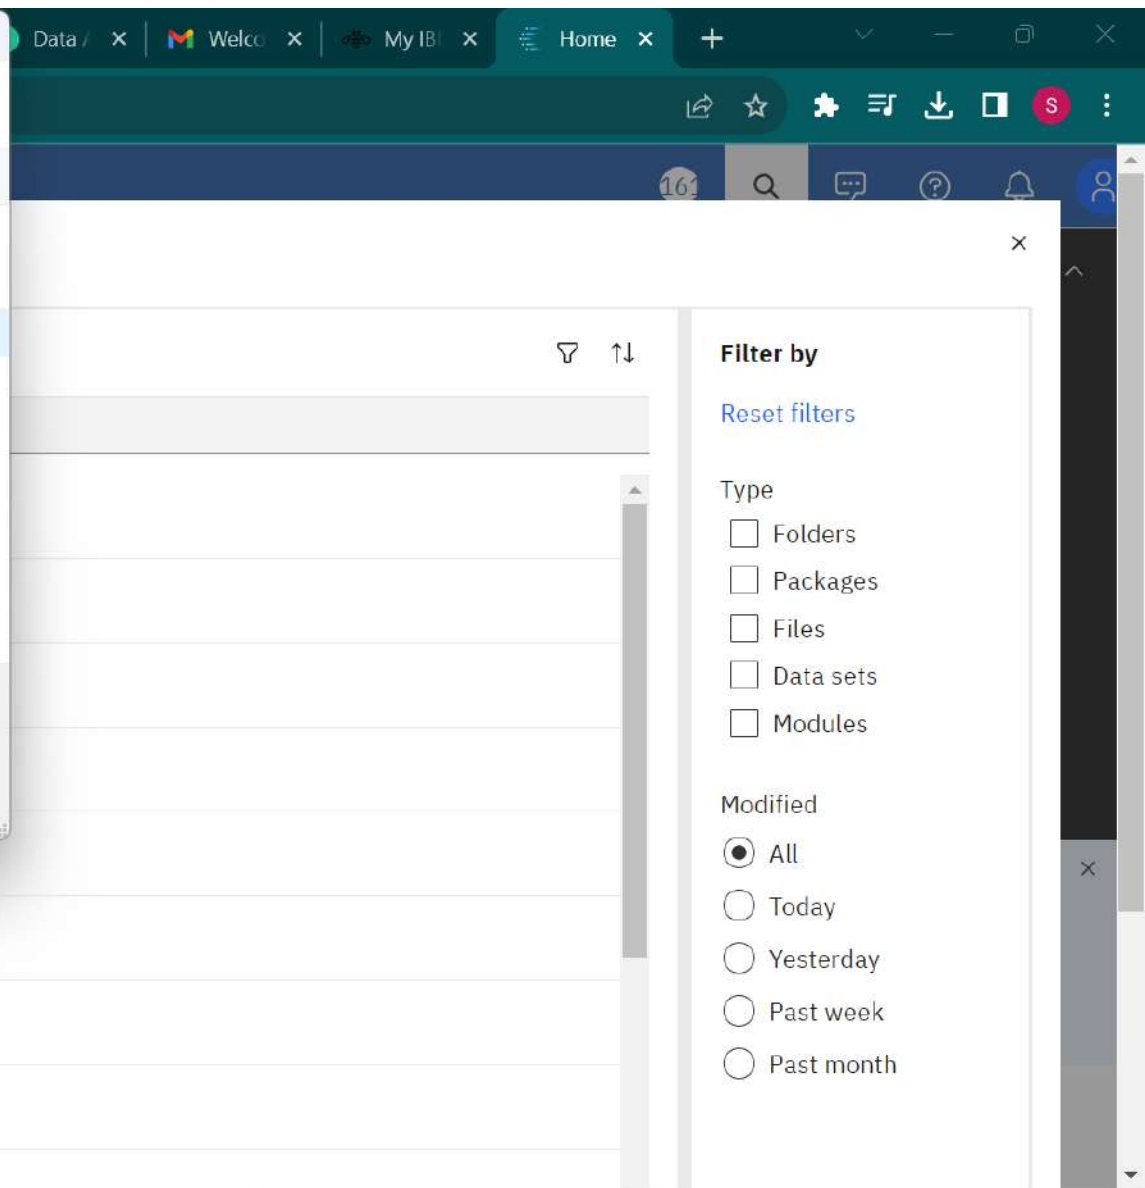 Data Welco My IB Home
S
161
Filter by
Reset filters
Type
Folders
Packages
Files
Data sets
Modules
Modified
All
Today
Yesterday
Past week
Past month